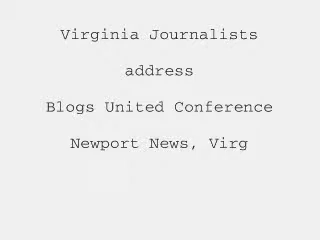 Virginia Journalists
address
Blogs United Conference
Newport News, Virg